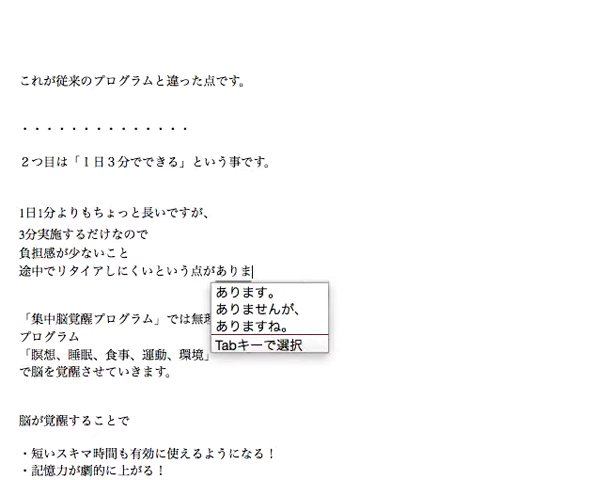 これが従来のプログラムと違った点です。
・・・・・・・・・・・・・・
２つ目は「１日３分でできる」という事です。
1日1分よりもちょっと長いですが、
3分実施するだけなので
負担感が少ないこと
途中でリタイアしにくいという点がありま
あります。
ありませんが、
ありますね。
Tabキーで選択
「集中脳覚醒プログラム」では無理
プログラム
「瞑想、睡眠、食事、運動、環境」
で脳を覚醒させていきます。
脳が覚醒することで
・短いスキマ時間も有効に使えるようになる！
・記憶力が劇的に上がる！